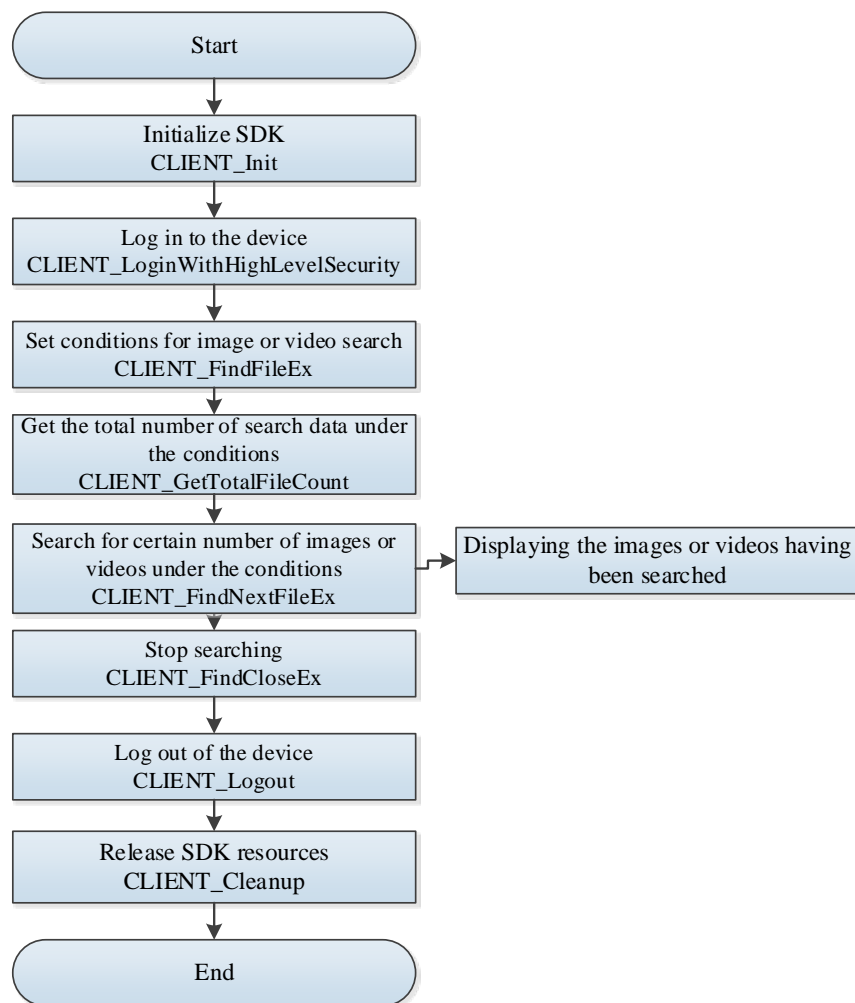 Start
Initialize SDK
CLIENT_Init
Log in to the device
CLIENT_LoginWithHighLevelSecurity
Set conditions for image or video search
CLIENT_FindFileEx
Get the total number of search data under
the conditions
CLIENT_GetTotalFileCount
Search for certain number of images or
videos under the conditions
CLIENT_FindNextFileEx
Displaying the images or videos having
been searched
Stop searching
CLIENT_FindCloseEx
Log out of the device
CLIENT_Logout
Release SDK resources
CLIENT_Cleanup
End